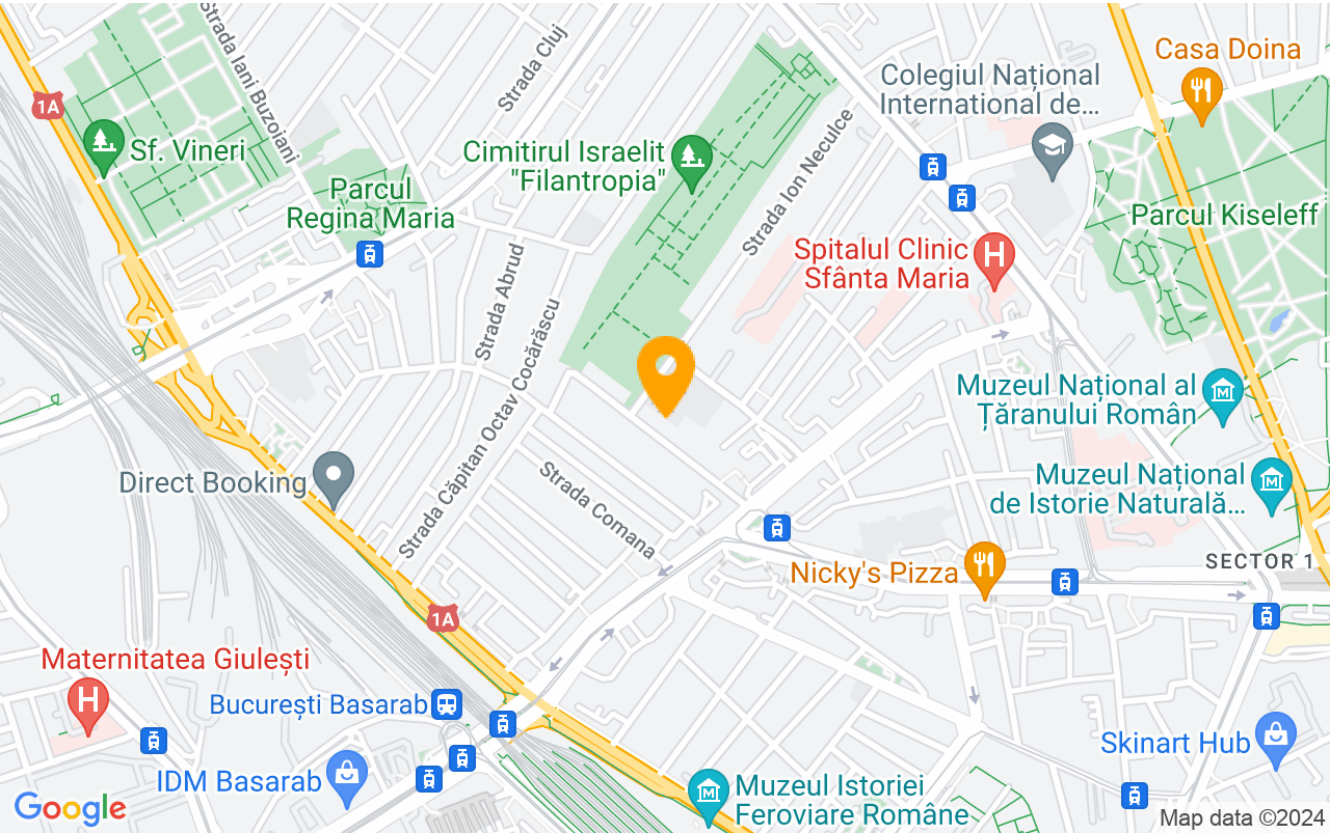 Strada Iani Buzoiani
Strada Cluj
Casa Doina
Colegiul Național
Internațional de...
1A
Sf. Vineri
Cimitirul Israelit
"Filantropia"
Strada Ion Neculce
Parcul
Regina Maria
Parcul Kiseleff
Spitalul Clinic
Sfânta Maria
H
Strada Abrud
Strada Căpitan Octav Cocărăscu
Muzeul Național al
Țăranului Român
Direct Booking
Strada Comana
Muzeul Național
de Istorie Naturală...
SECTOR 1
Nicky's Pizza
1A
Maternitatea Giulești
H
București Basarab
IDM Basarab
Skinart Hub
Muzeul Istoriei
Feroviare Române
Google
Map data ©2024